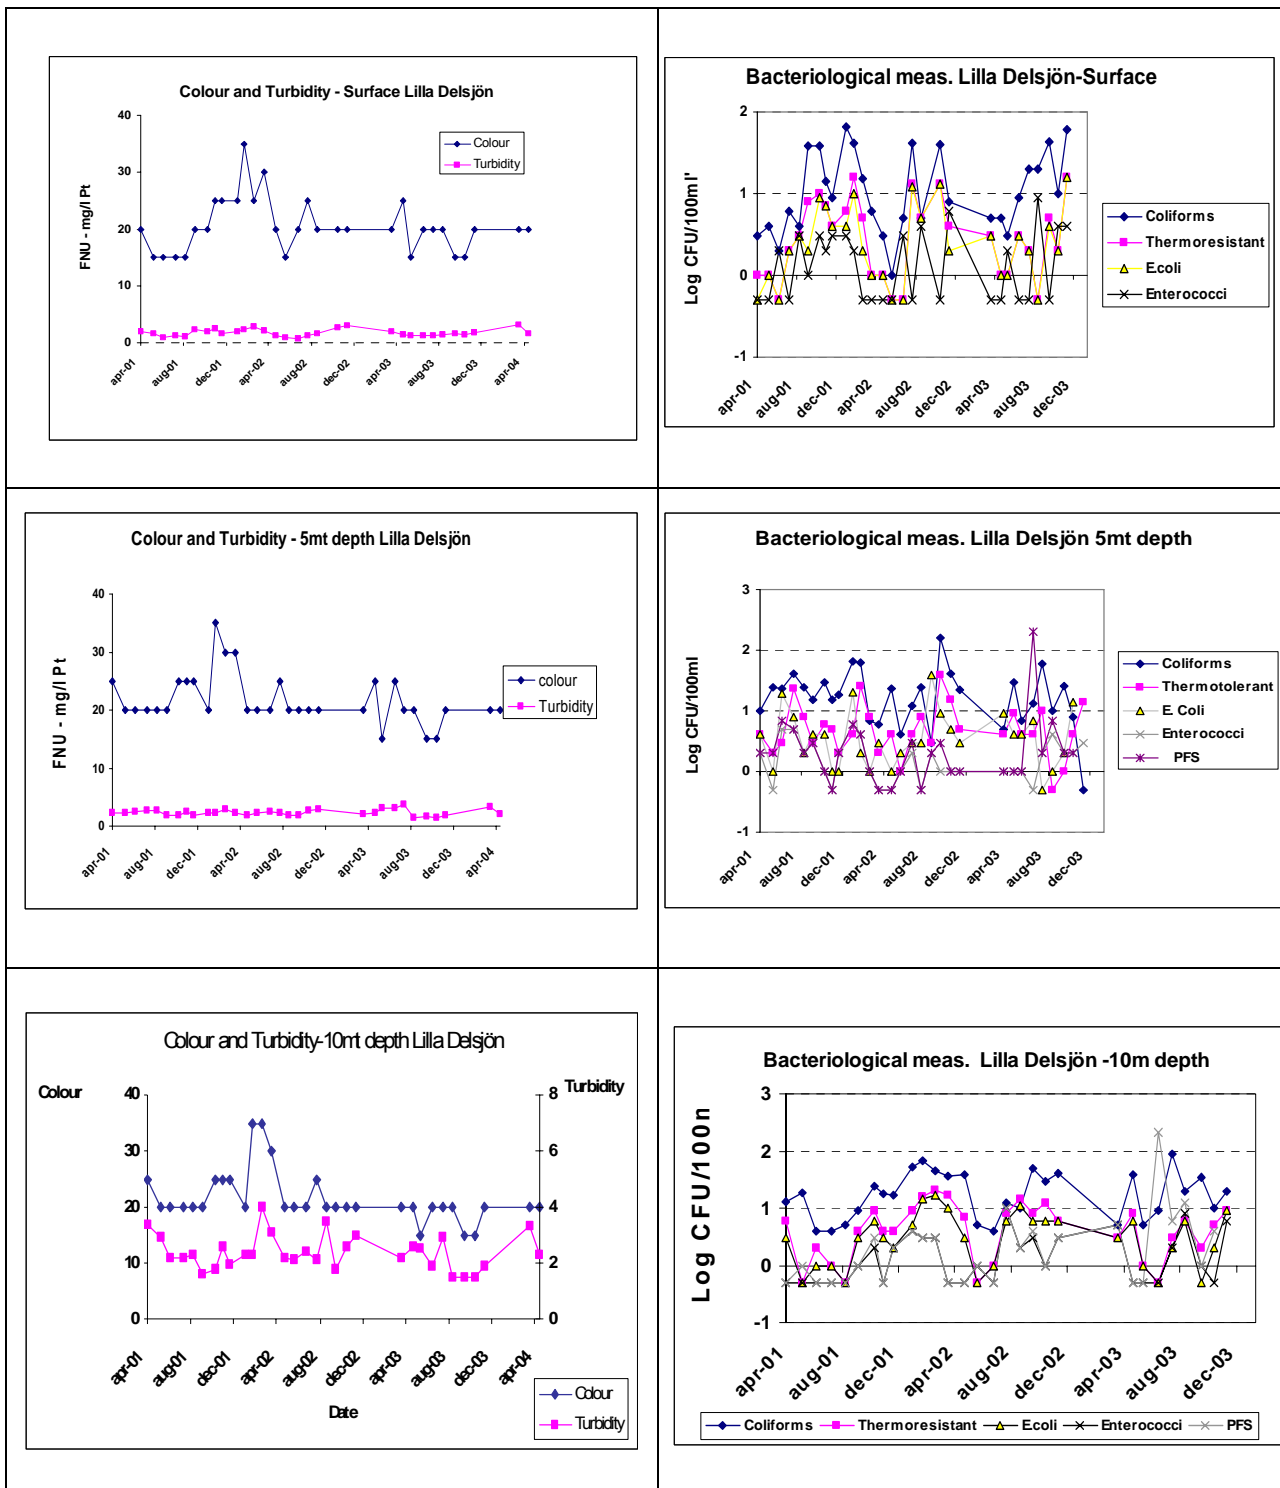 Colour and Turbidity - Surface Lilla Delsjön
FNU - mg/l Pt
40
30
20
10
0
apr-01
aug-01
dec-01
apr-02
aug-02
dec-02
apr-03
aug-03
dec-03
apr-04
Colour
Turbidity
Bacteriological meas. Lilla Delsjön-Surface
Log CFU/100ml'
2
1
0
-1
apr-01
aug-01
dec-01
apr-02
aug-02
dec-02
apr-03
aug-03
dec-03
Coliforms
Thermoresistant
E.coli
Enterococci
Colour and Turbidity - 5mt depth Lilla Delsjön
FNU - mg/l Pt
40
30
20
10
0
apr-01
aug-01
dec-01
apr-02
aug-02
dec-02
apr-03
aug-03
dec-03
apr-04
colour
Turbidity
Bacteriological meas. Lilla Delsjön 5mt depth
Log CFU/100ml
3
2
1
0
-1
apr-01
aug-01
dec-01
apr-02
aug-02
dec-02
apr-03
aug-03
dec-03
Coliforms
Thermotolerant
E. Coli
Enterococci
PFS
Colour and Turbidity-10mt depth Lilla Delsjön
Colour
Turbidity
40
30
20
10
0
8
6
4
2
0
apr-01
aug-01
dec-01
apr-02
aug-02
dec-02
apr-03
aug-03
dec-03
apr-04
Date
Colour
Turbidity
Bacteriological meas. Lilla Delsjön -10m depth
Log CFU/100n
3
2
1
0
-1
apr-01
aug-01
dec-01
apr-02
aug-02
dec-02
apr-03
aug-03
dec-03
Coliforms Thermoresistant E.coli Enterococci PFS